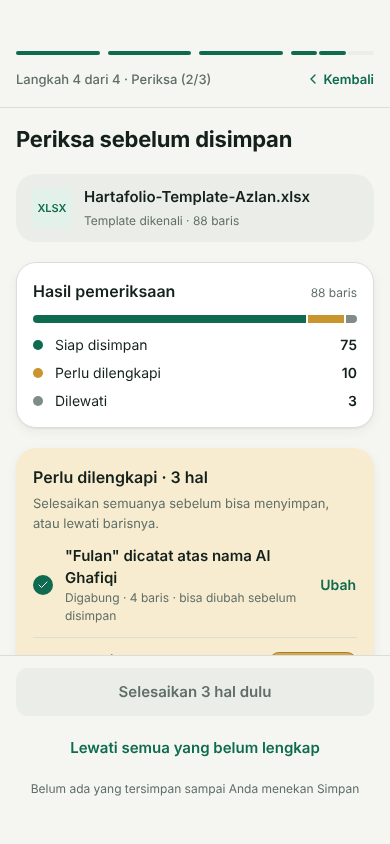 Langkah 4 dari 4 · Periksa (2/3)
Kembali
Periksa sebelum disimpan
XLSX
Hartafolio-Template-Azlan.xlsx
Template dikenali · 88 baris
Hasil pemeriksaan
88 baris
Siap disimpan
75
Perlu dilengkapi
10
Dilewati
3
Perlu dilengkapi · 3 hal
Selesaikan semuanya sebelum bisa menyimpan,
atau lewati barisnya.
"Fulan" dicatat atas nama Al
Ghafiqi
Digabung · 4 baris · bisa diubah sebelum
disimpan
Ubah
Selesaikan 3 hal dulu
Lewati semua yang belum lengkap
Belum ada yang tersimpan sampai Anda menekan Simpan